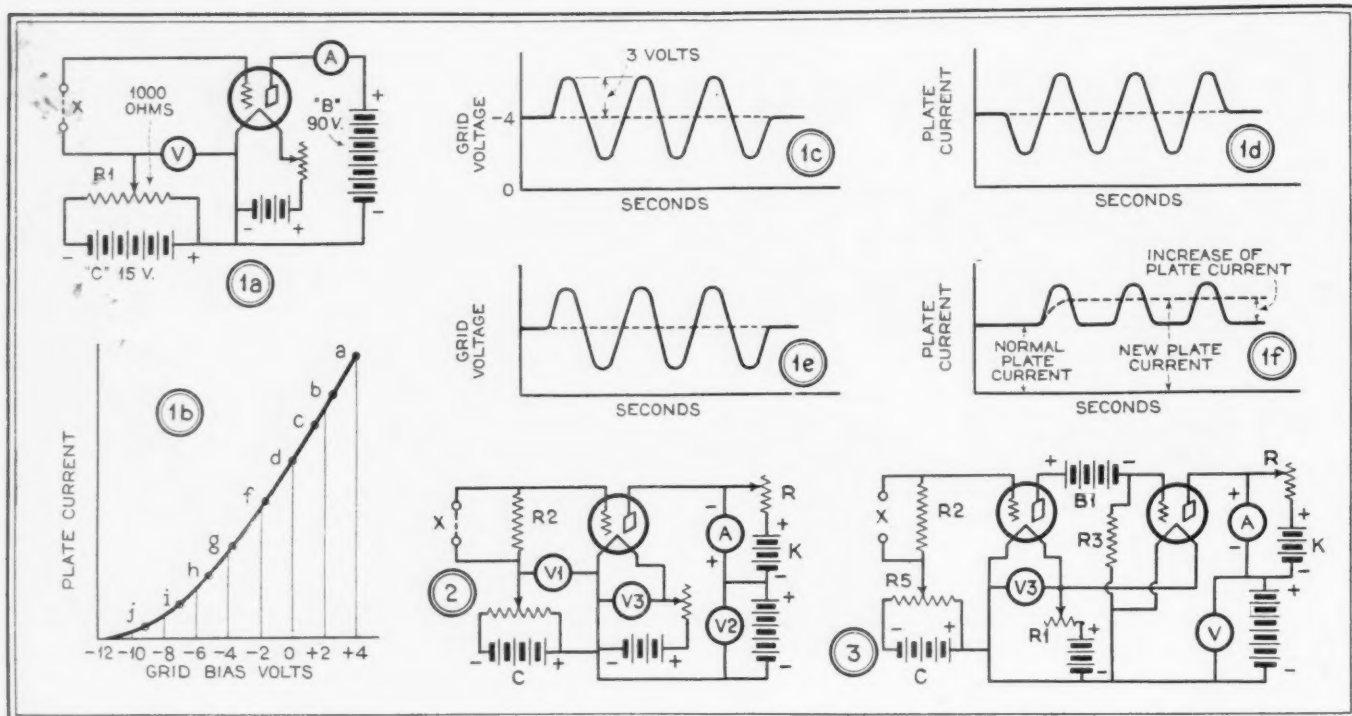 X
1000
OHMS
R1
V
A
"B"
90 V.
+
-
-
+
-
+
"C" 15 V.
1a
GRID
VOLTAGE
3 VOLTS
-4
0
SECONDS
1c
PLATE
CURRENT
SECONDS
1d
PLATE CURRENT
1b
a
b
c
d
f
g
h
i
j
-12 -10 -8 -6 -4 -2 0 +2 +4
GRID BIAS VOLTS
GRID
VOLTAGE
SECONDS
1e
PLATE
CURRENT
INCREASE OF
PLATE CURRENT
NORMAL
PLATE
CURRENT
NEW PLATE
CURRENT
SECONDS
1f
X
R2
V1
V3
2
-
A
+
V2
R
+
K
-
+
-
-
+
C
-
+
X
R2
R5
-
+
C
3
+
-
B1
R3
V3
R1
+
-
+
A
-
V
R
+
K
-
+
-